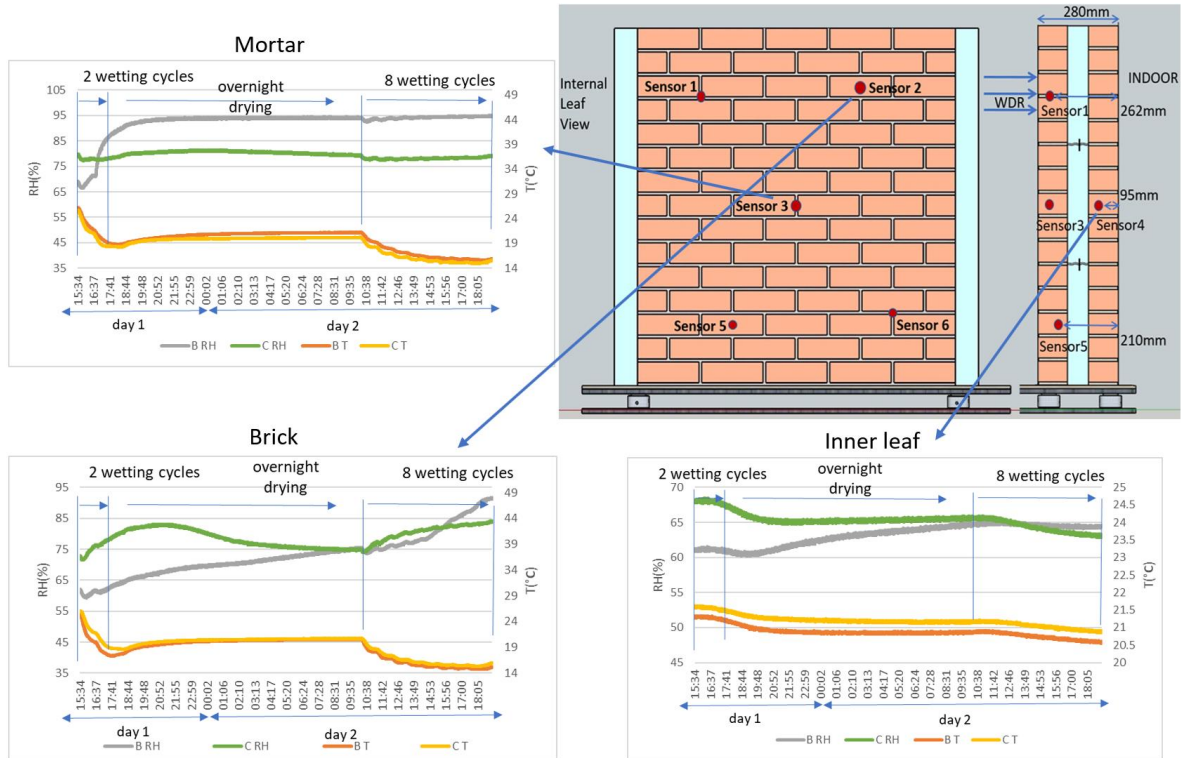 Mortar
2 wetting cycles
overnight
drying
8 wetting cycles
105
95
85
75
65
55
45
35
RH(%)
49
44
39
34
29
24
19
14
T(°C)
15:34
16:37
17:41
18:44
19:48
20:52
21:55
22:59
00:02
01:06
02:10
03:13
04:17
05:20
06:24
07:28
08:31
09:35
10:38
11:42
12:46
13:49
14:53
15:56
17:00
18:05
day 1
day 2
B RH
C RH
B T
C T
Internal
Leaf
View
Sensor 1
Sensor 2
Sensor 3
Sensor 5
Sensor 6
280mm
INDOOR
WDR
Sensor1
262mm
95mm
Sensor3
Sensor4
Sensor5
210mm
Brick
2 wetting cycles
overnight
drying
8 wetting cycles
95
85
75
65
55
45
35
RH(%)
49
44
39
34
29
24
19
14
T(°C)
15:34
16:37
17:41
18:44
19:48
20:52
21:55
22:59
00:02
01:06
02:10
03:13
04:17
05:20
06:24
07:28
08:31
09:35
10:38
11:42
12:46
13:49
14:53
15:56
17:00
18:05
day 1
day 2
B RH
C RH
B T
C T
Inner leaf
2 wetting cycles
overnight
drying
8 wetting cycles
70
65
60
55
50
45
RH(%)
25
24.5
24
23.5
23
22.5
22
21.5
21
20.5
20
T(°C)
15:34
16:37
17:41
18:44
19:48
20:52
21:55
22:59
00:02
01:06
02:10
03:13
04:17
05:20
06:24
07:28
08:31
09:35
10:38
11:42
12:46
13:49
14:53
15:56
17:00
18:05
day 1
day 2
B RH
C RH
B T
C T